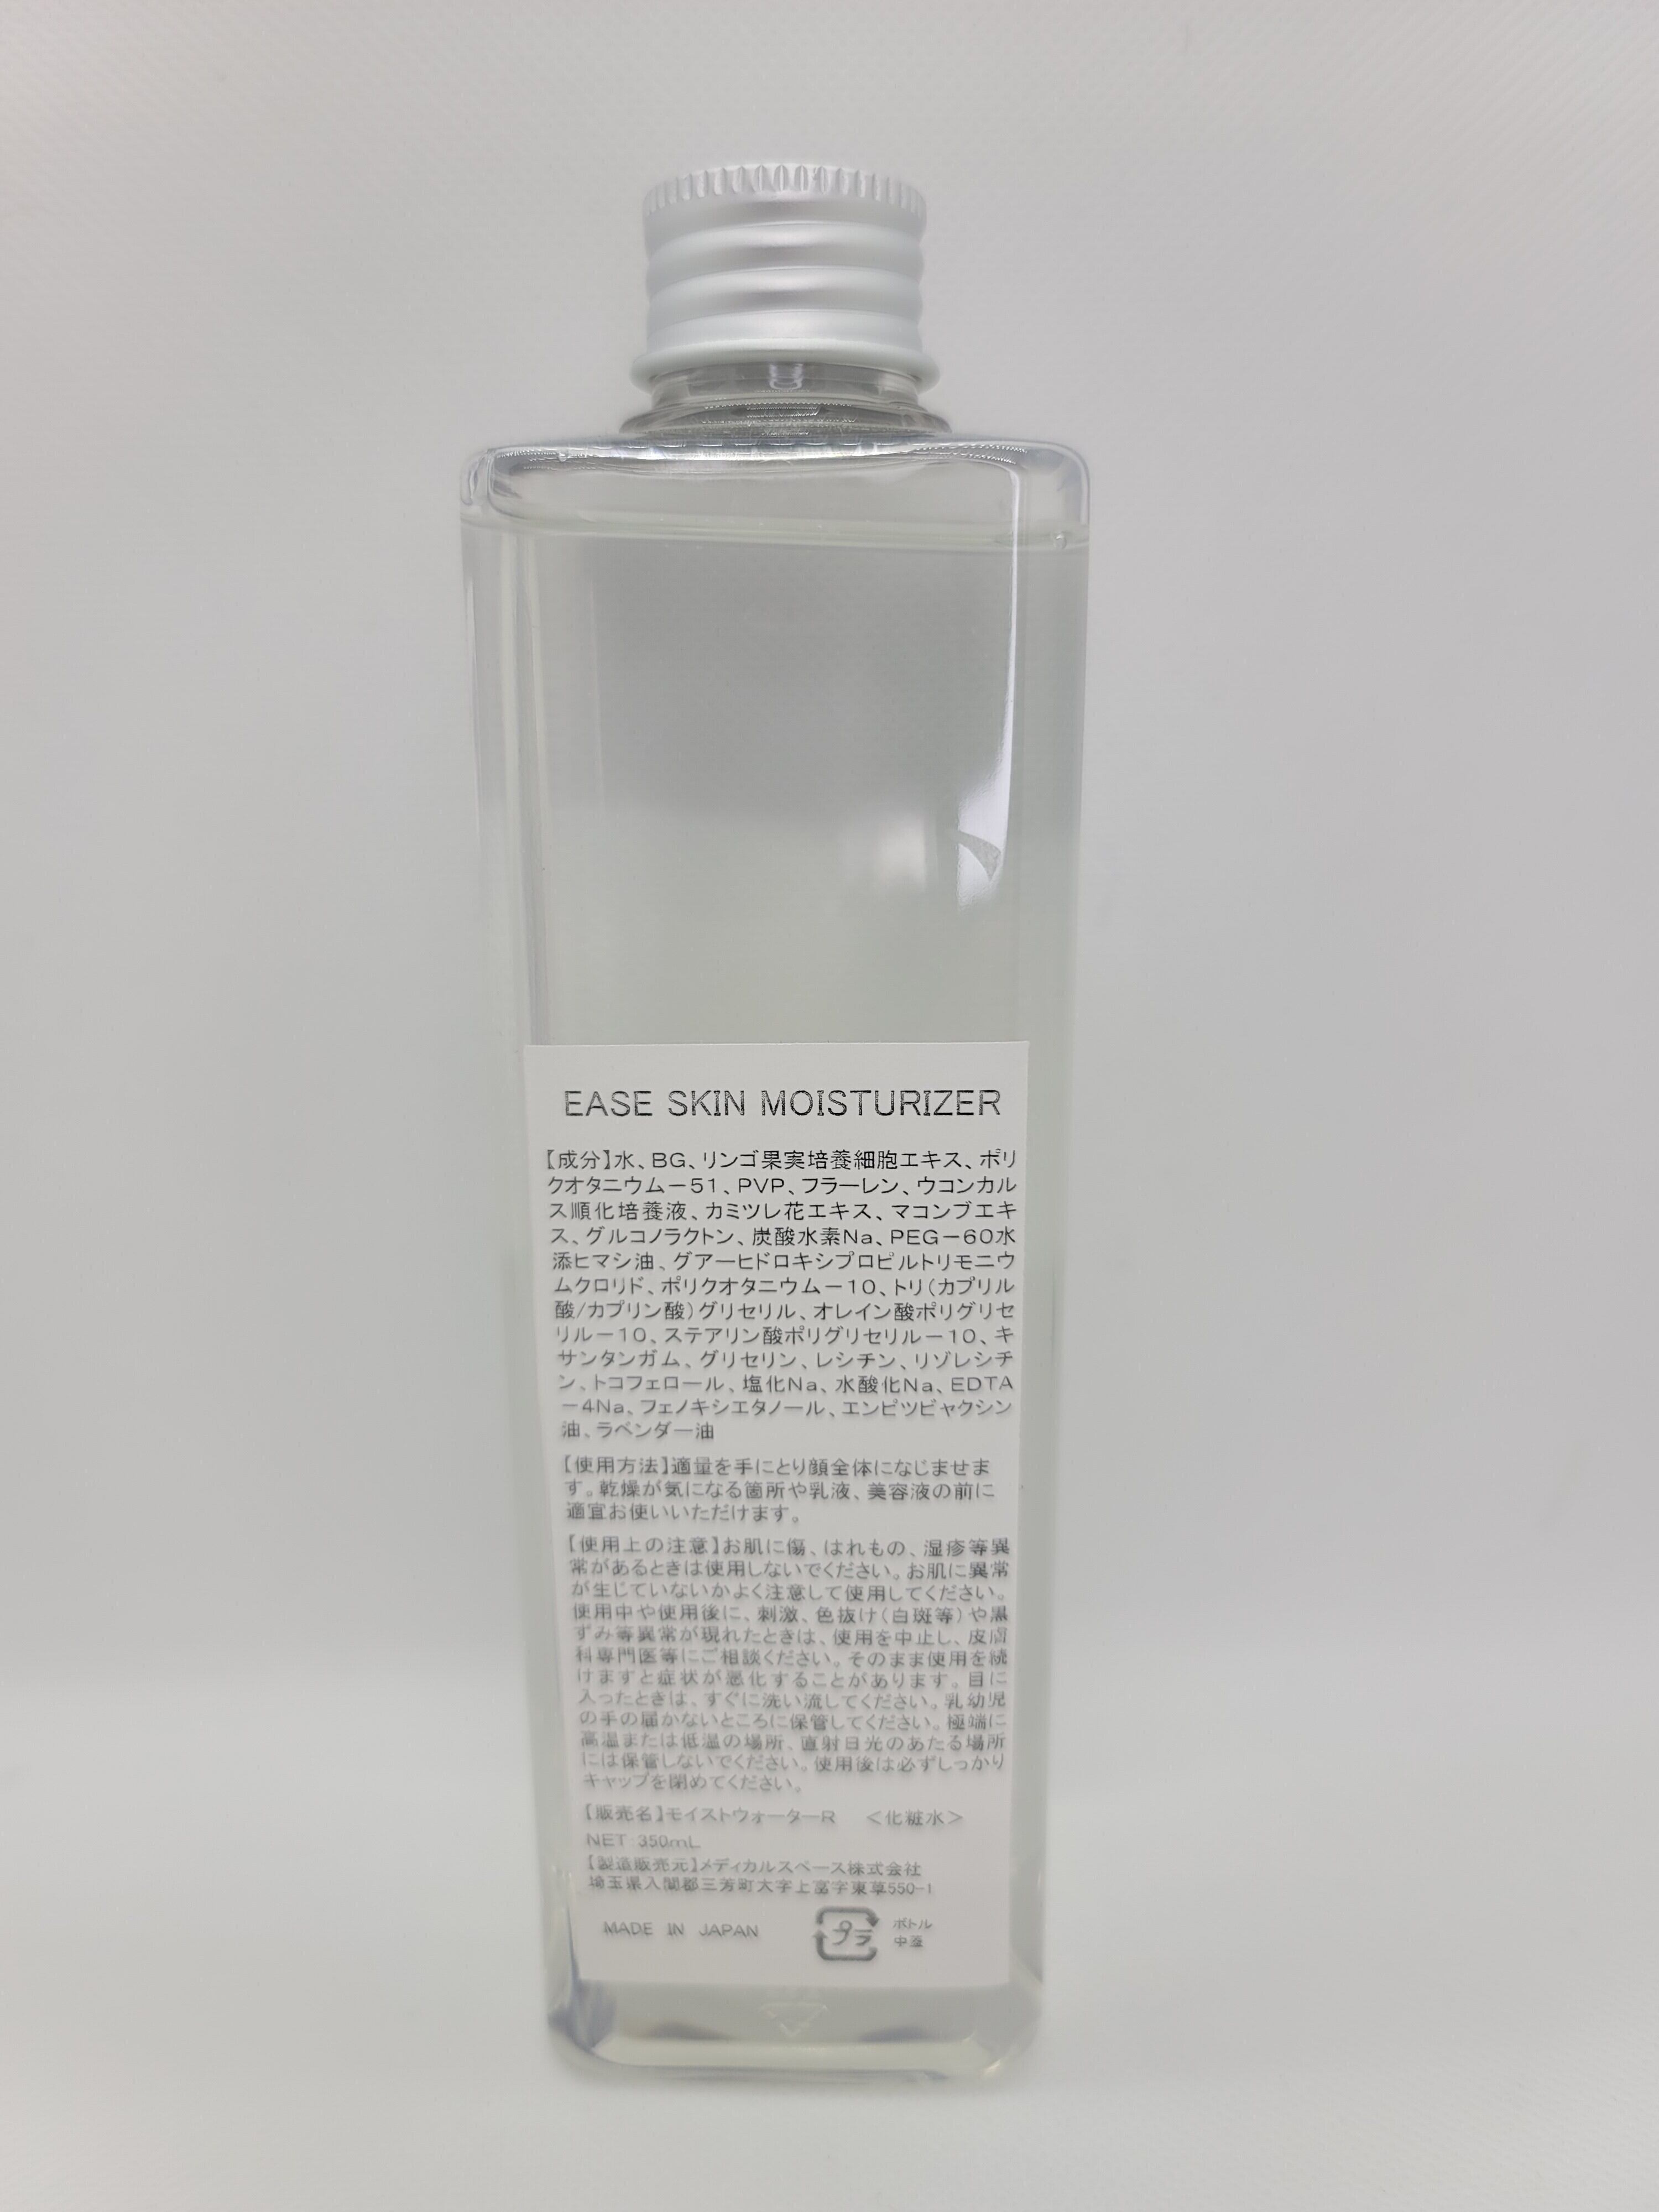 EASE SKIN MOISTURIZER
【成分】水、BG、リンゴ果実培養細胞エキス、ポリ
クオタニウム－51、PVP、フラーレン、ウコンカル
ス順化培養液、カミツレ花エキス、マコンブエキ
ス、グルコノラクトン、炭酸水素Na、PEG－60水
添ヒマシ油、グアーヒドロキシプロピルトリモニウ
ムクロリド、ポリクオタニウム－10、トリ（カプリル
酸/カプリン酸）グリセリル、オレイン酸ポリグリセ
リル－10、ステアリン酸ポリグリセリル－10、キ
サンタンガム、グリセリン、レシチン、リゾレシチ
ン、トコフェロール、塩化Na、水酸化Na、EDTA
－4Na、フェノキシエタノール、エンピツビャクシン
油、ラベンダー油
【使用方法】適量を手にとり顔全体になじませま
す。乾燥が気になる箇所や乳液、美容液の前に
適宜お使いいただけます。
【使用上の注意】お肌に傷、はれもの、湿疹等異
常があるときは使用しないでください。お肌に異常
が生じていないかよく注意して使用してください。
使用中や使用後に、刺激、色抜け（白斑等）や黒
ずみ等異常が現れたときは、使用を中止し、皮膚
科専門医等にご相談ください。そのまま使用を続
けますと症状が悪化することがあります。目に
入ったときは、すぐに洗い流してください。乳幼児
の手の届かないところに保管してください。極端に
高温または低温の場所、直射日光のあたる場所
には保管しないでください。使用後は必ずしっかり
キャップを閉めてください。
【販売名】モイストウォーターR ＜化粧水＞
NET 350mL
【製造販売元】メディカルスペース株式会社
埼玉県入間郡三芳町大字上富字東草550-1
MADE IN JAPAN プラ ボトル
中蓋